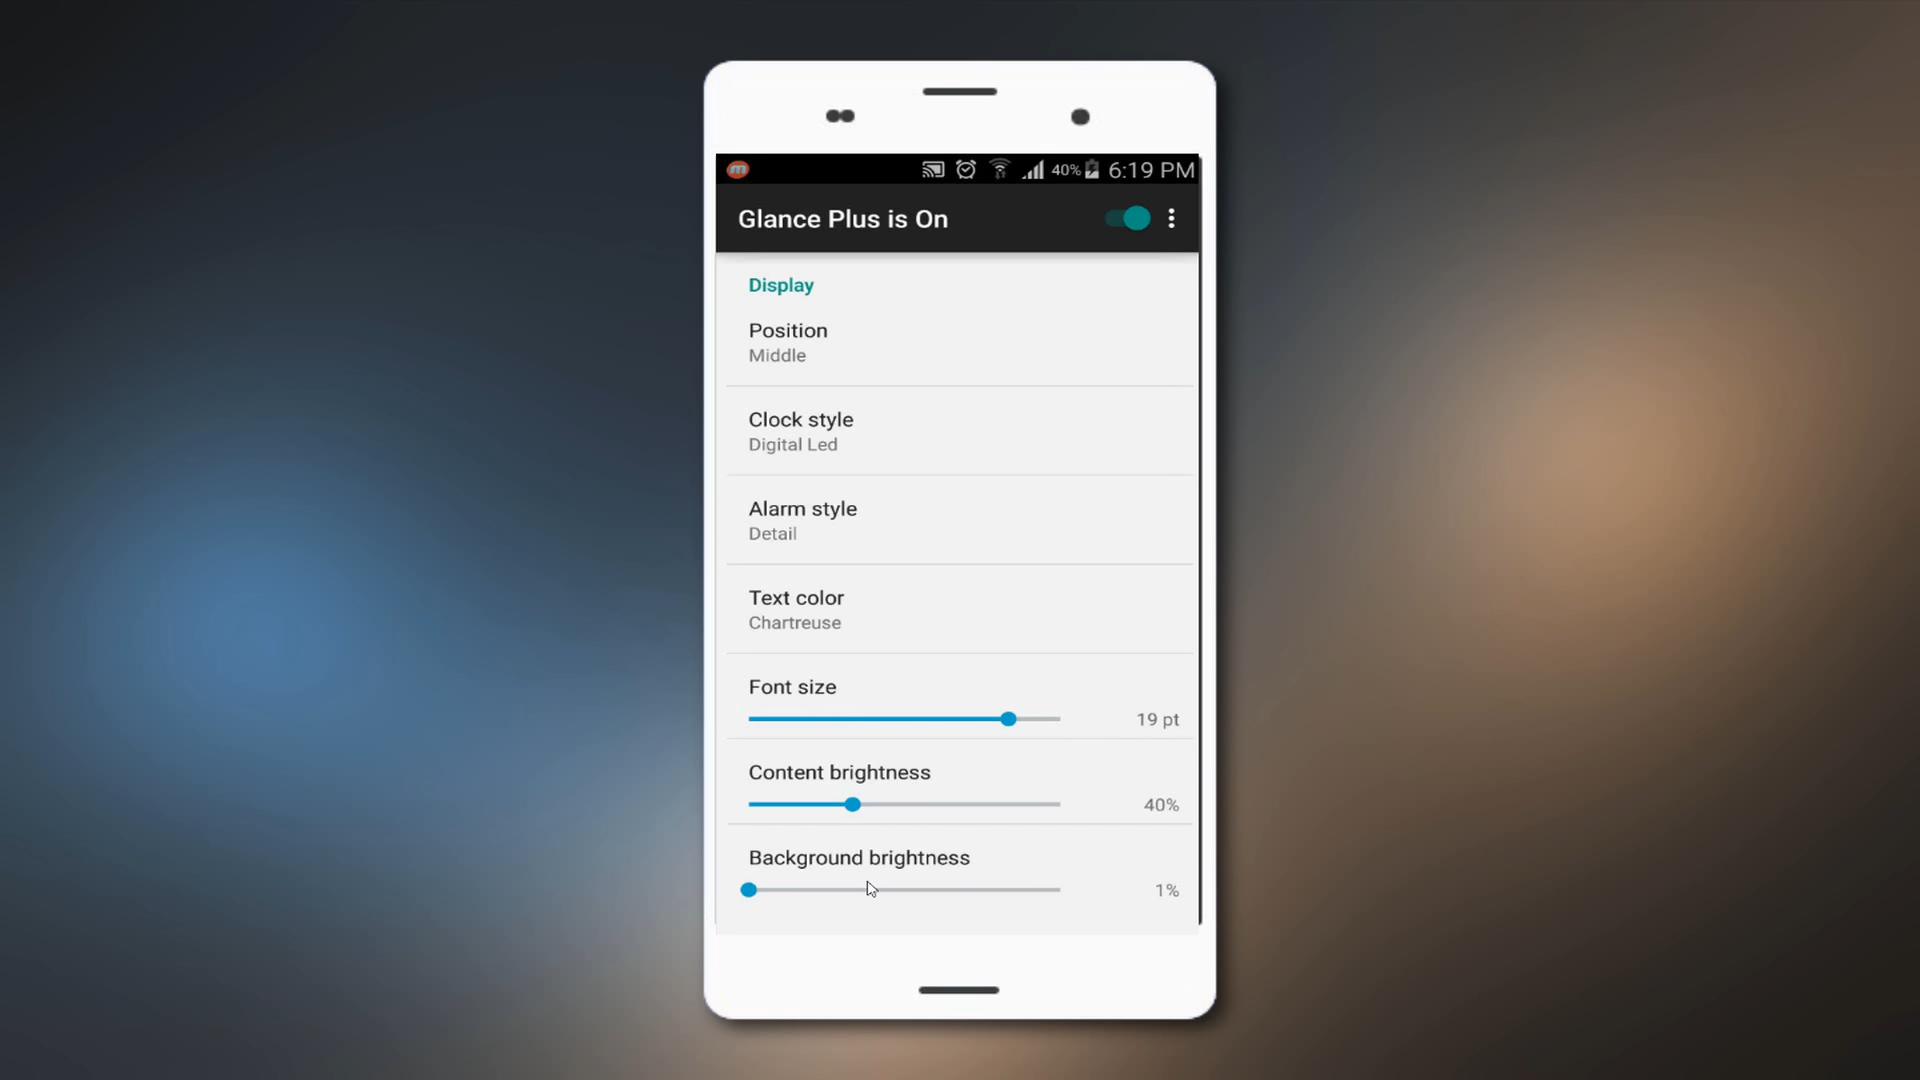 m 40% 6:19 PM
Glance Plus is On
Display
Position
Middle
Clock style
Digital Led
Alarm style
Detail
Text color
Chartreuse
Font size
19 pt
Content brightness
40%
Background brightness
1%